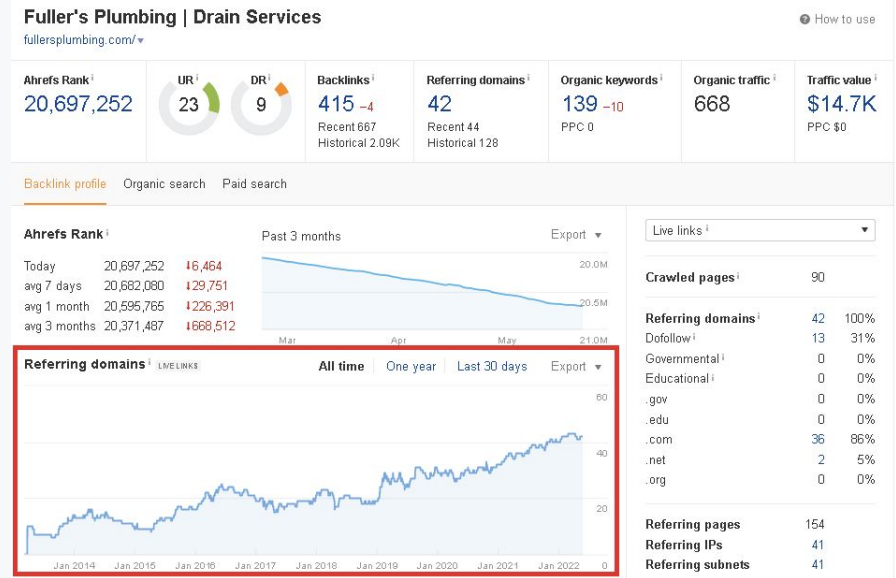 Fuller's Plumbing | Drain Services
How to use
fullersplumbing.com/
Ahrefs Rank i
UR i
DR i
Backlinks i
Referring domains i
Organic keywords i
Organic traffic i
Traffic value i
20,697,252
23
9
415 -4
42
139 -10
668
$14.7K
Recent 667
Recent 44
PPC 0
PPC $0
Historical 2.09K
Historical 128
Backlink profile
Organic search
Paid search
Ahrefs Rank i
Past 3 months
Export
Today 20,697,252 ↓6,464
avg 7 days 20,682,080 ↓29,751
avg 1 month 20,595,765 ↓226,391
avg 3 months 20,371,487 ↓668,512
20.0M
20.5M
21.0M
Mar Apr May
Referring domains i LIVE LINKS
All time One year Last 30 days
Export
60
40
20
0
Jan 2014 Jan 2015 Jan 2016 Jan 2017 Jan 2018 Jan 2019 Jan 2020 Jan 2021 Jan 2022
Live links i
Crawled pages i 90
Referring domains i 42 100%
Dofollow i 13 31%
Governmental i 0 0%
Educational i 0 0%
.gov 0 0%
.edu 0 0%
.com 36 86%
.net 2 5%
.org 0 0%
Referring pages 154
Referring IPs 41
Referring subnets 41